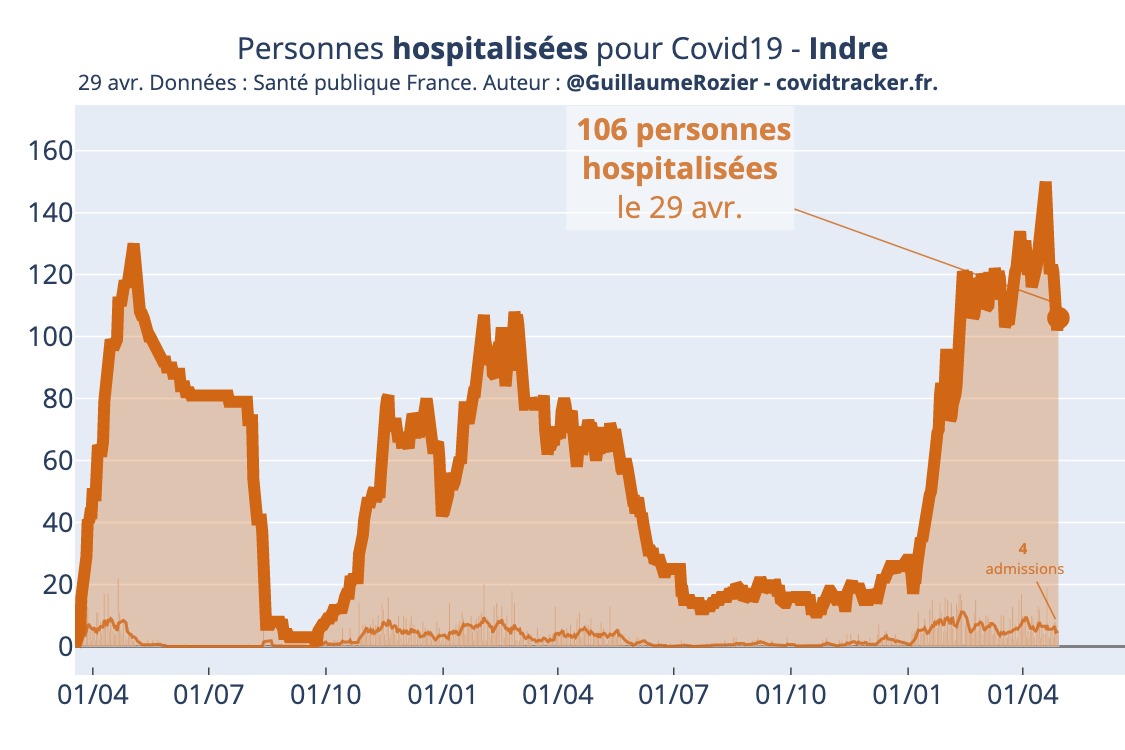 Personnes hospitalisées pour Covid19 - Indre
29 avr. Données : Santé publique France. Auteur : @GuillaumeRozier - covidtracker.fr.
106 personnes
hospitalisées
le 29 avr.
160
140
120
100
80
60
40
20
0
4
admissions
01/04 01/07 01/10 01/01 01/04 01/07 01/10 01/01 01/04